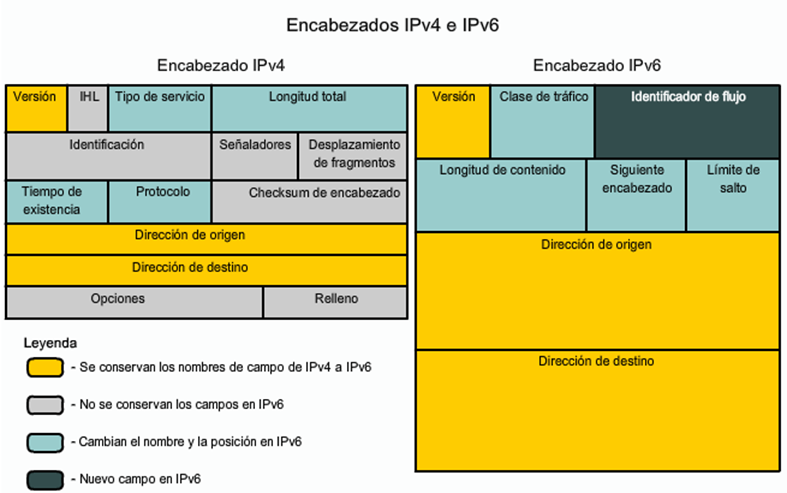 Encabezados IPv4 e IPv6
Encabezado IPv4
Versión
IHL
Tipo de servicio
Longitud total
Identificación
Señaladores
Desplazamiento
de fragmentos
Tiempo de
existencia
Protocolo
Checksum de encabezado
Dirección de origen
Dirección de destino
Opciones
Relleno
Leyenda
- Se conservan los nombres de campo de IPv4 a IPv6
- No se conservan los campos en IPv6
- Cambian el nombre y la posición en IPv6
- Nuevo campo en IPv6
Encabezado IPv6
Versión
Clase de tráfico
Identificador de flujo
Longitud de contenido
Siguiente
encabezado
Límite de
salto
Dirección de origen
Dirección de destino